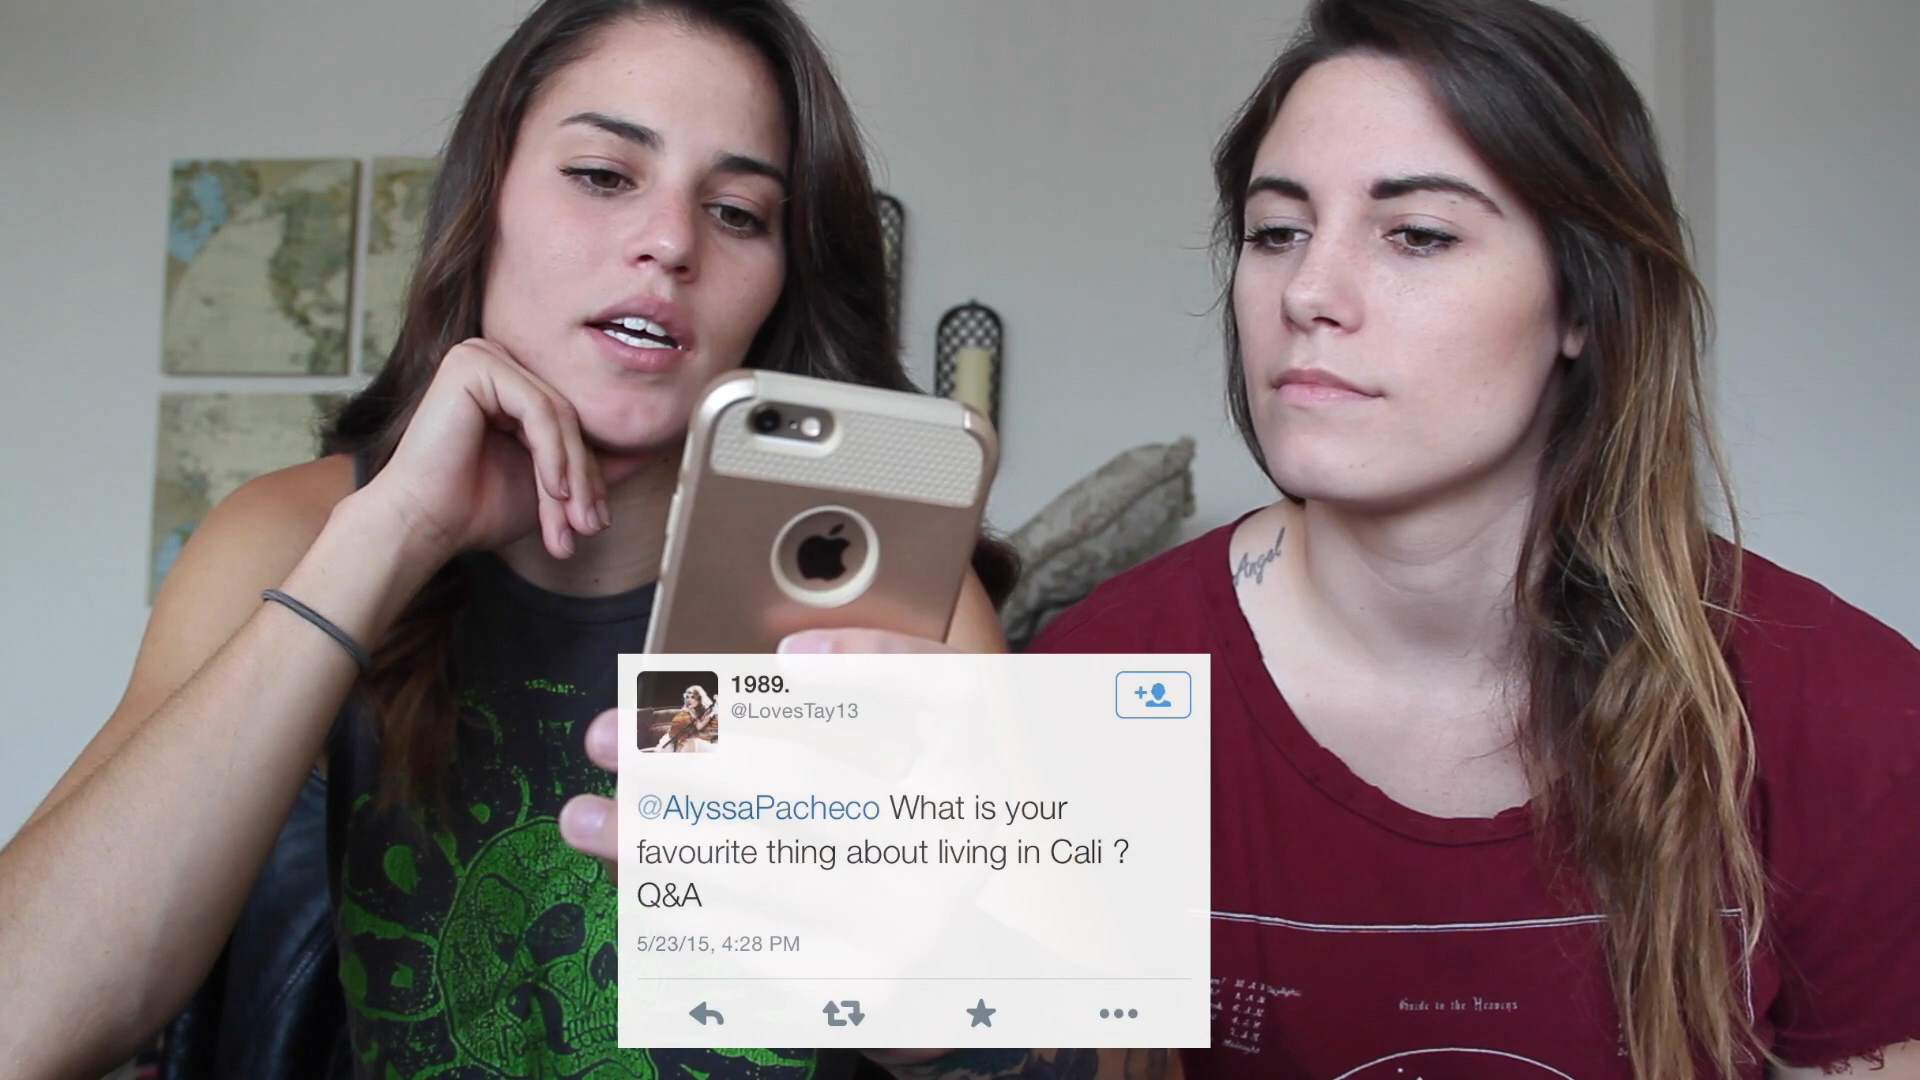 Angel
1989.
@LovesTay13
@AlyssaPacheco What is your
favourite thing about living in Cali ?
Q&A
5/23/15, 4:28 PM
Guide to the Heavens
Midnight